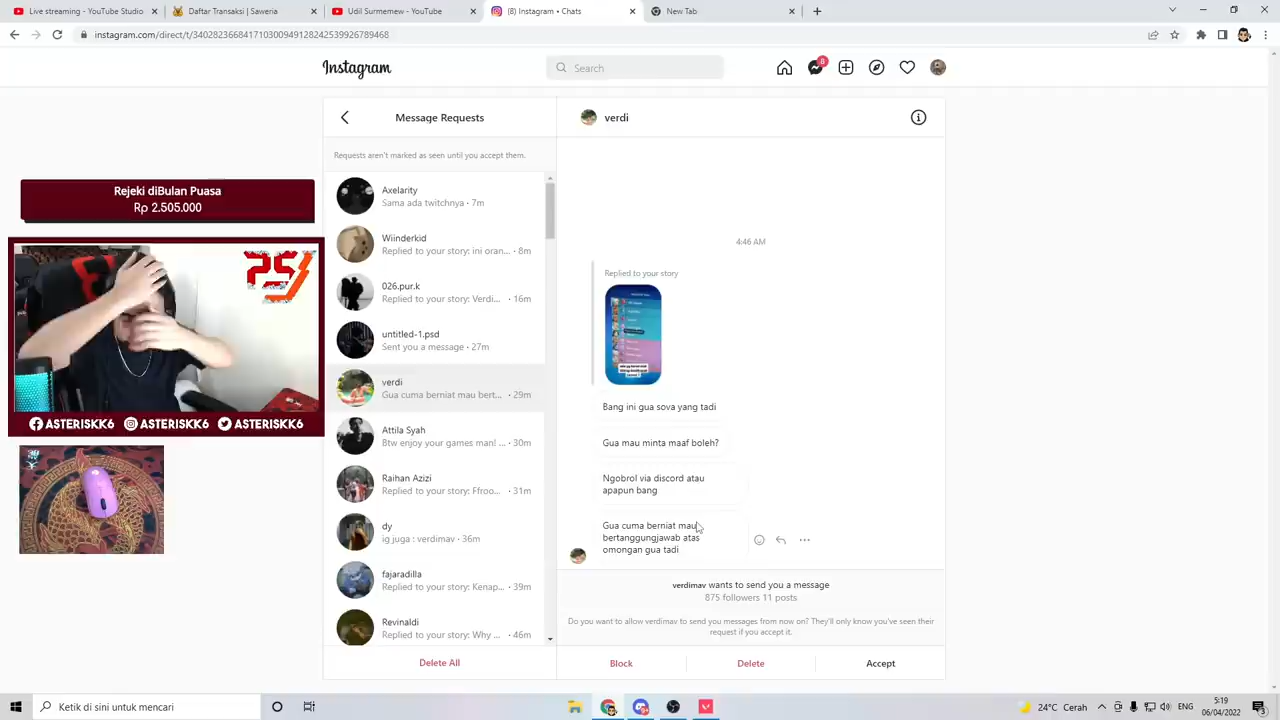 Live streaming - YouTube Studio
Daftar Transaksi | Saweria
Udil Surmemew - YouTube
(8) Instagram • Chats
New Tab
instagram.com/direct/t/340282366841710300949128242539926789468
Instagram
Search
8
Message Requests
verdi
Requests aren't marked as seen until you accept them.
Axelarity
Sama ada twitchnya • 7m
Wiinderkid
Replied to your story: ini oran... • 8m
026.pur.k
Replied to your story: Verdi... • 16m
untitled-1.psd
Sent you a message • 27m
verdi
Gua cuma berniat mau bert... • 29m
Attila Syah
Btw enjoy your games man! ... • 30m
Raihan Azizi
Replied to your story: Ffroo... • 31m
dy
ig juga : verdimav • 36m
fajaradilla
Replied to your story: Kenap... • 39m
Revinaldi
Replied to your story: Why ... • 46m
Delete All
4:46 AM
Replied to your story
Bang ini gua sova yang tadi
Gua mau minta maaf boleh?
Ngobrol via discord atau
apapun bang
Gua cuma berniat mau
bertanggungjawab atas
omongan gua tadi
verdimav wants to send you a message
875 followers 11 posts
Do you want to allow verdimav to send you messages from now on? They'll only know you've seen their
request if you accept it.
Block
Delete
Accept
Rejeki diBulan Puasa
Rp 2.505.000
ASTERISKK6
ASTERISKK6
ASTERISKK6
Ketik di sini untuk mencari
24°C Cerah
ENG
5:19
06/04/2022
3